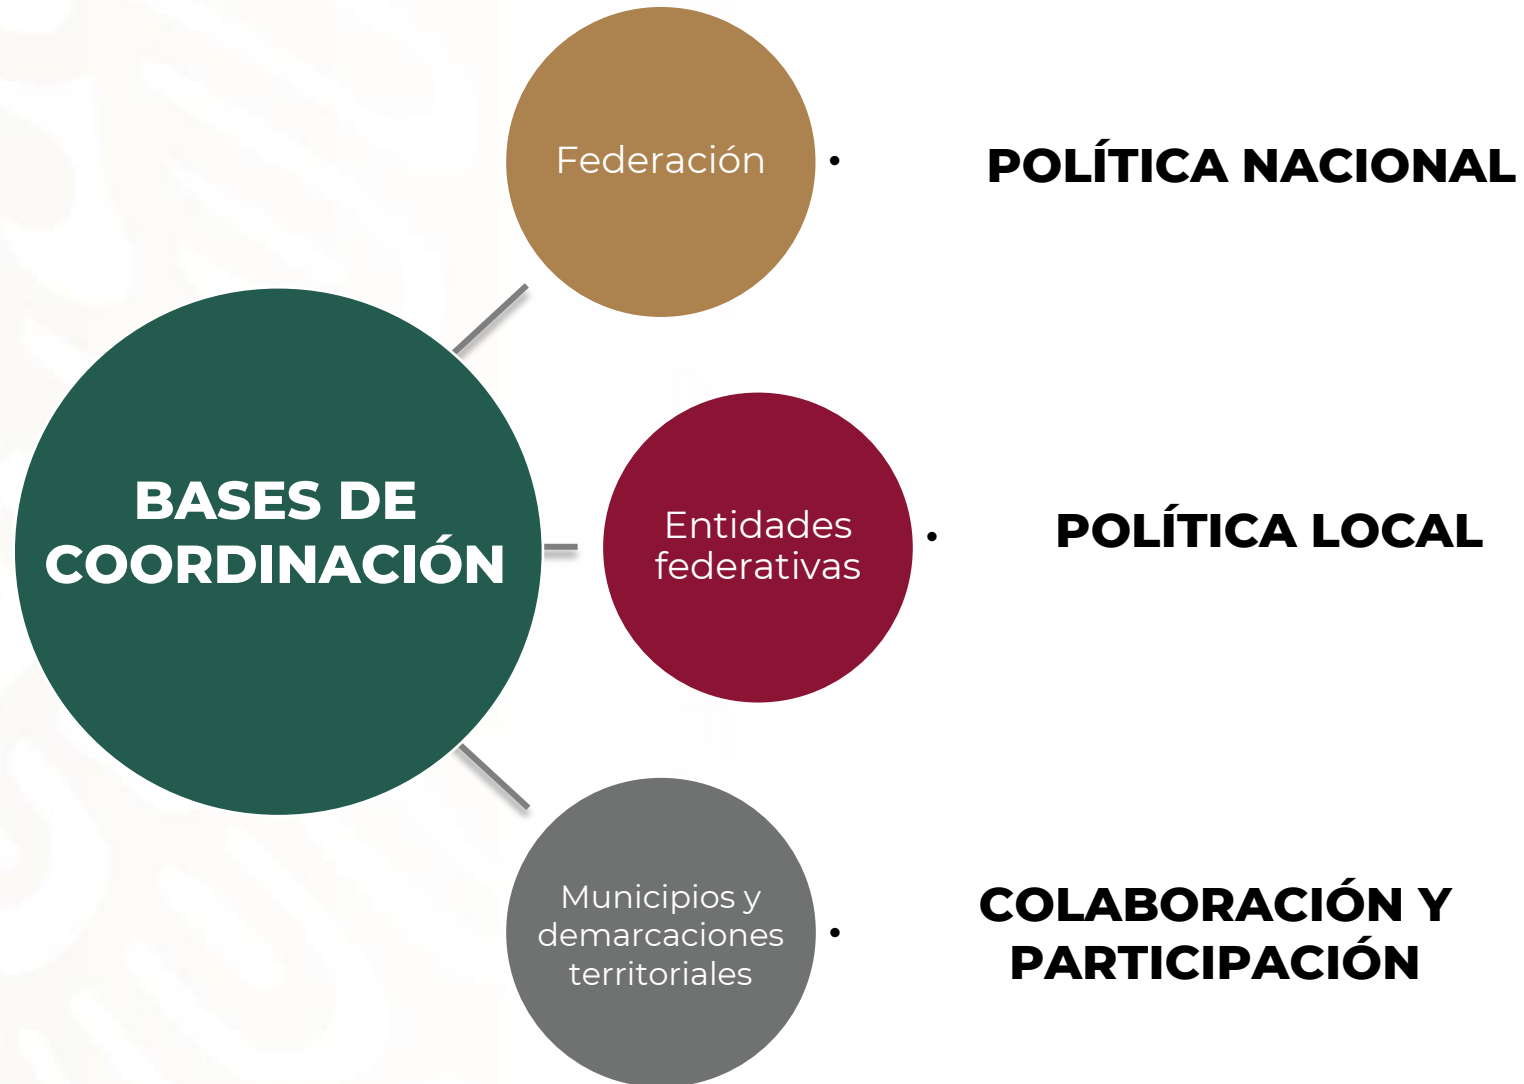 Federación
• POLÍTICA NACIONAL
BASES DE
COORDINACIÓN
Entidades
federativas
• POLÍTICA LOCAL
Municipios y
demarcaciones
territoriales
• COLABORACIÓN Y
PARTICIPACIÓN